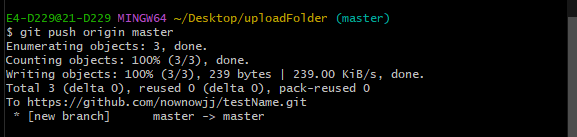 E4-D229@21-D229 MINGW64 ~/Desktop/uploadFolder (master)
$ git push origin master
Enumerating objects: 3, done.
Counting objects: 100% (3/3), done.
Writing objects: 100% (3/3), 239 bytes | 239.00 KiB/s, done.
Total 3 (delta 0), reused 0 (delta 0), pack-reused 0
To https://github.com/nownowjj/testName.git
 * [new branch]      master -> master